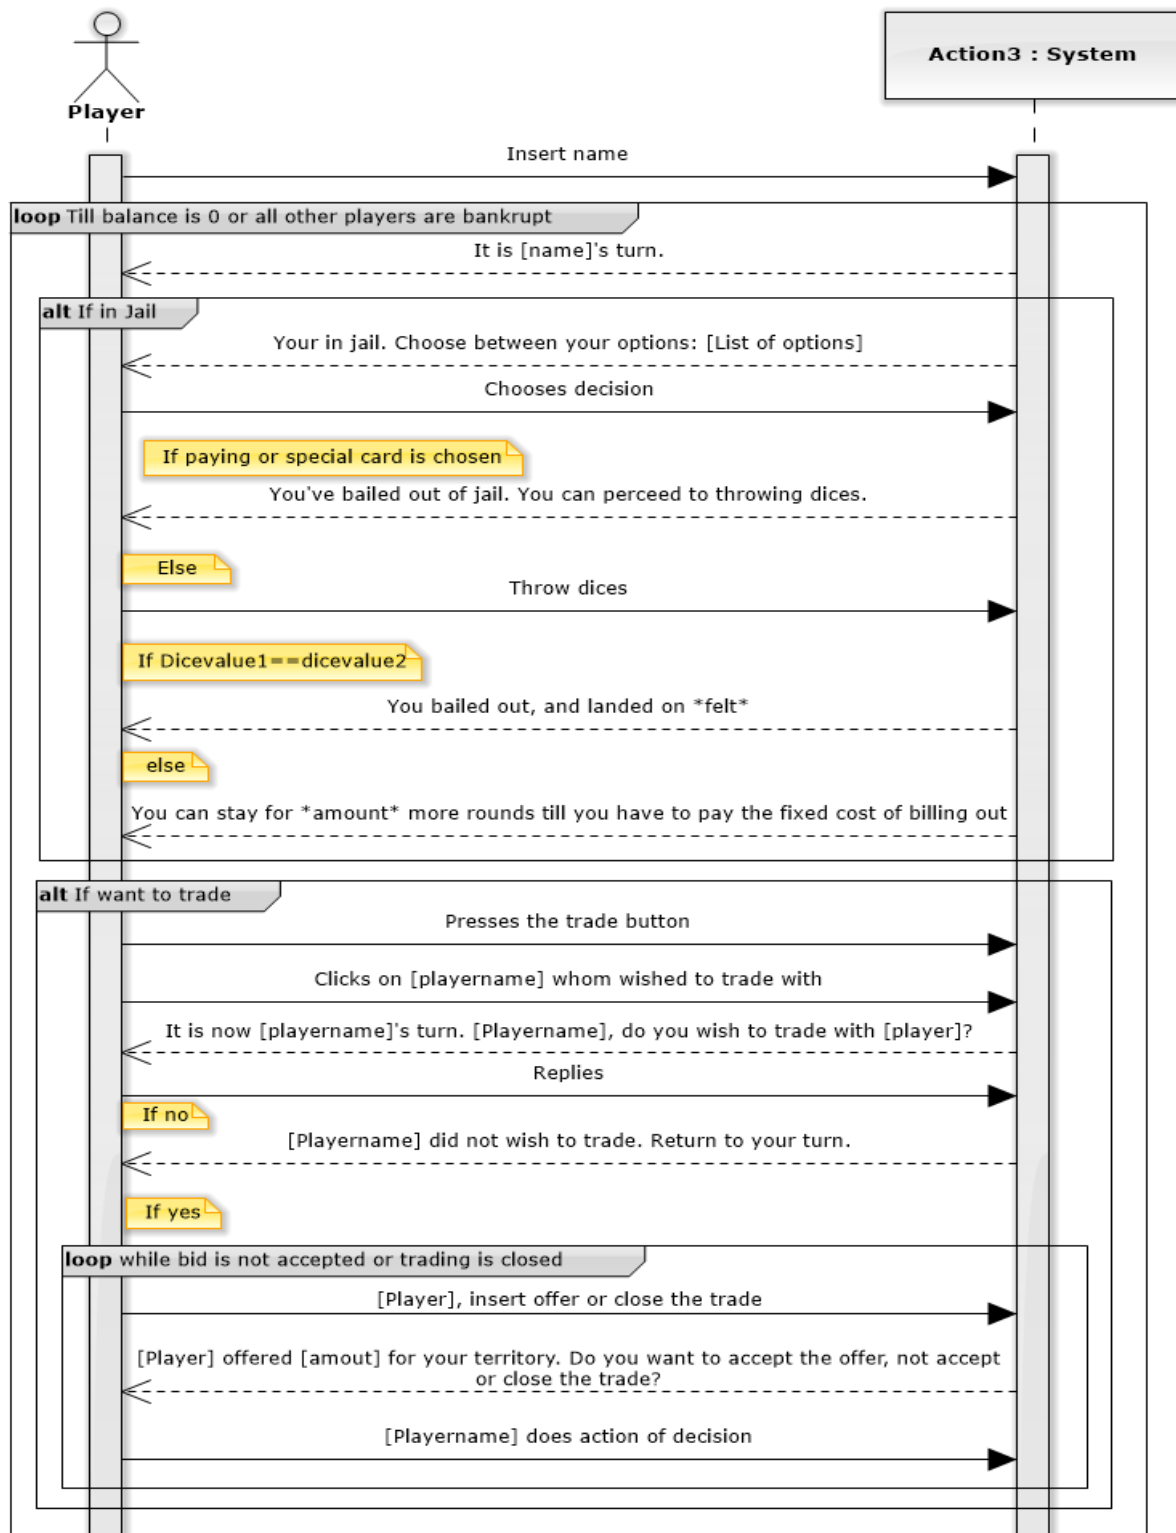 Player
Action3 : System
Insert name
loop Till balance is 0 or all other players are bankrupt
It is [name]'s turn.
alt If in Jail
Your in jail. Choose between your options: [List of options]
Chooses decision
If paying or special card is chosen
You've bailed out of jail. You can perceed to throwing dices.
Else
Throw dices
If Dicevalue1==dicevalue2
You bailed out, and landed on *felt*
else
You can stay for *amount* more rounds till you have to pay the fixed cost of billing out
alt If want to trade
Presses the trade button
Clicks on [playername] whom wished to trade with
It is now [playername]'s turn. [Playername], do you wish to trade with [player]?
Replies
If no
[Playername] did not wish to trade. Return to your turn.
If yes
loop while bid is not accepted or trading is closed
[Player], insert offer or close the trade
[Player] offered [amout] for your territory. Do you want to accept the offer, not accept
or close the trade?
[Playername] does action of decision